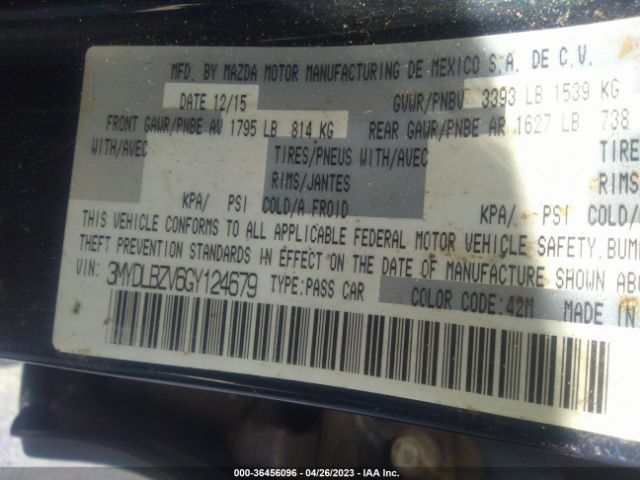 MFD. BY MAZDA MOTOR MANUFACTURING DE MEXICO S.A. DE C.V.
DATE 12/15 GVWR/PNBV 3393 LB 1539 KG
FRONT GAWR/PNBE AV 1795 LB 814 KG REAR GAWR/PNBE AR 1627 LB 738
WITH/AVEC TIRES/PNEUS WITH/AVEC TIRE
RIMS/JANTES RIMS
KPA/ PSI COLD/A FROID KPA/ PSI COLD/
THIS VEHICLE CONFORMS TO ALL APPLICABLE FEDERAL MOTOR VEHICLE SAFETY, BUM
THEFT PREVENTION STANDARDS IN EFFECT ON THE DATE OF MANUFACTURE SHOWN
VIN: 3MYDLBZV6GY124679 TYPE:PASS CAR COLOR CODE:42M MADE IN
000-36456096 - 04/26/2023 - IAA Inc.